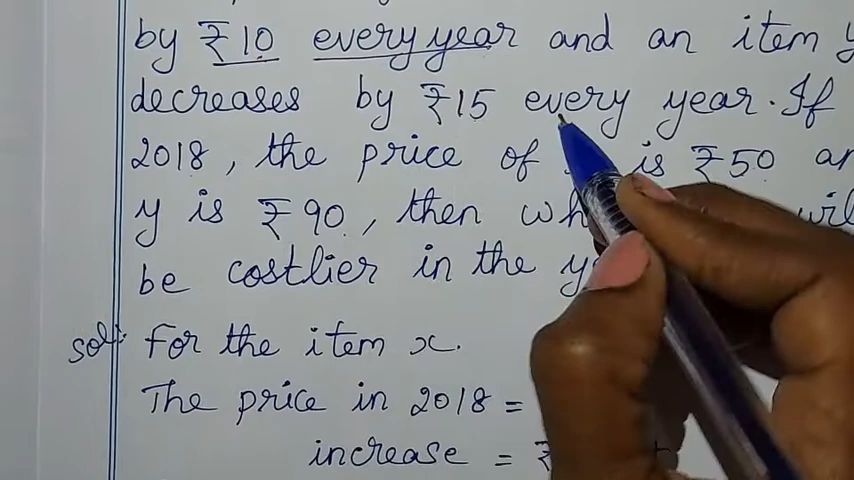 by ₹10 every year and an item y
decreases by ₹15 every year. If
2018, the price of is ₹50
y is ₹90, then
be costlier in the
sol: For the item x.
The price in 2018 =
increase = ₹